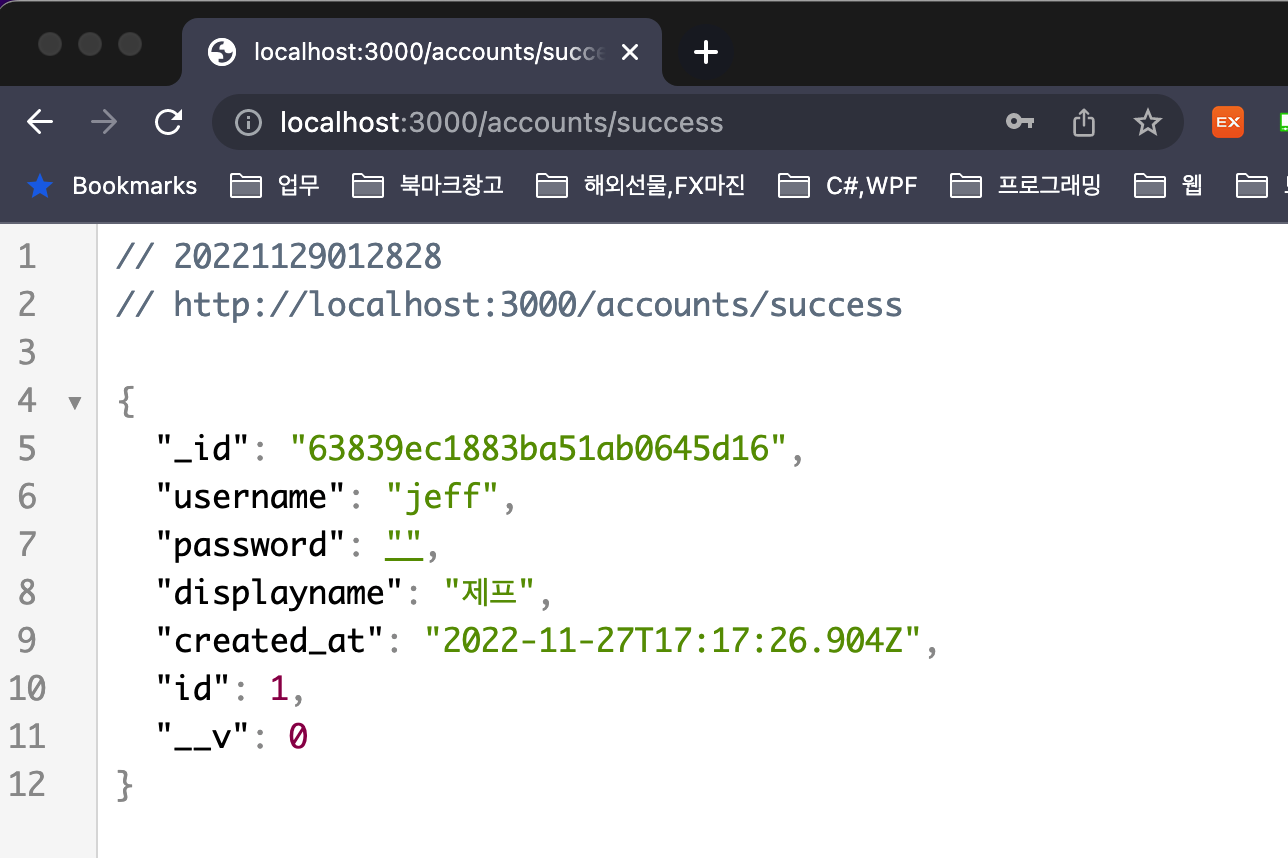 localhost:3000/accounts/succe
localhost:3000/accounts/success
EX
Bookmarks 업무 북마크창고 해외선물,FX마진 C#,WPF 프로그래밍 웹
1 // 20221129012828
2 // http://localhost:3000/accounts/success
3
4 {
5 "_id": "63839ec1883ba51ab0645d16",
6 "username": "jeff",
7 "password": "",
8 "displayname": "제프",
9 "created_at": "2022-11-27T17:17:26.904Z",
10 "id": 1,
11 "__v": 0
12 }